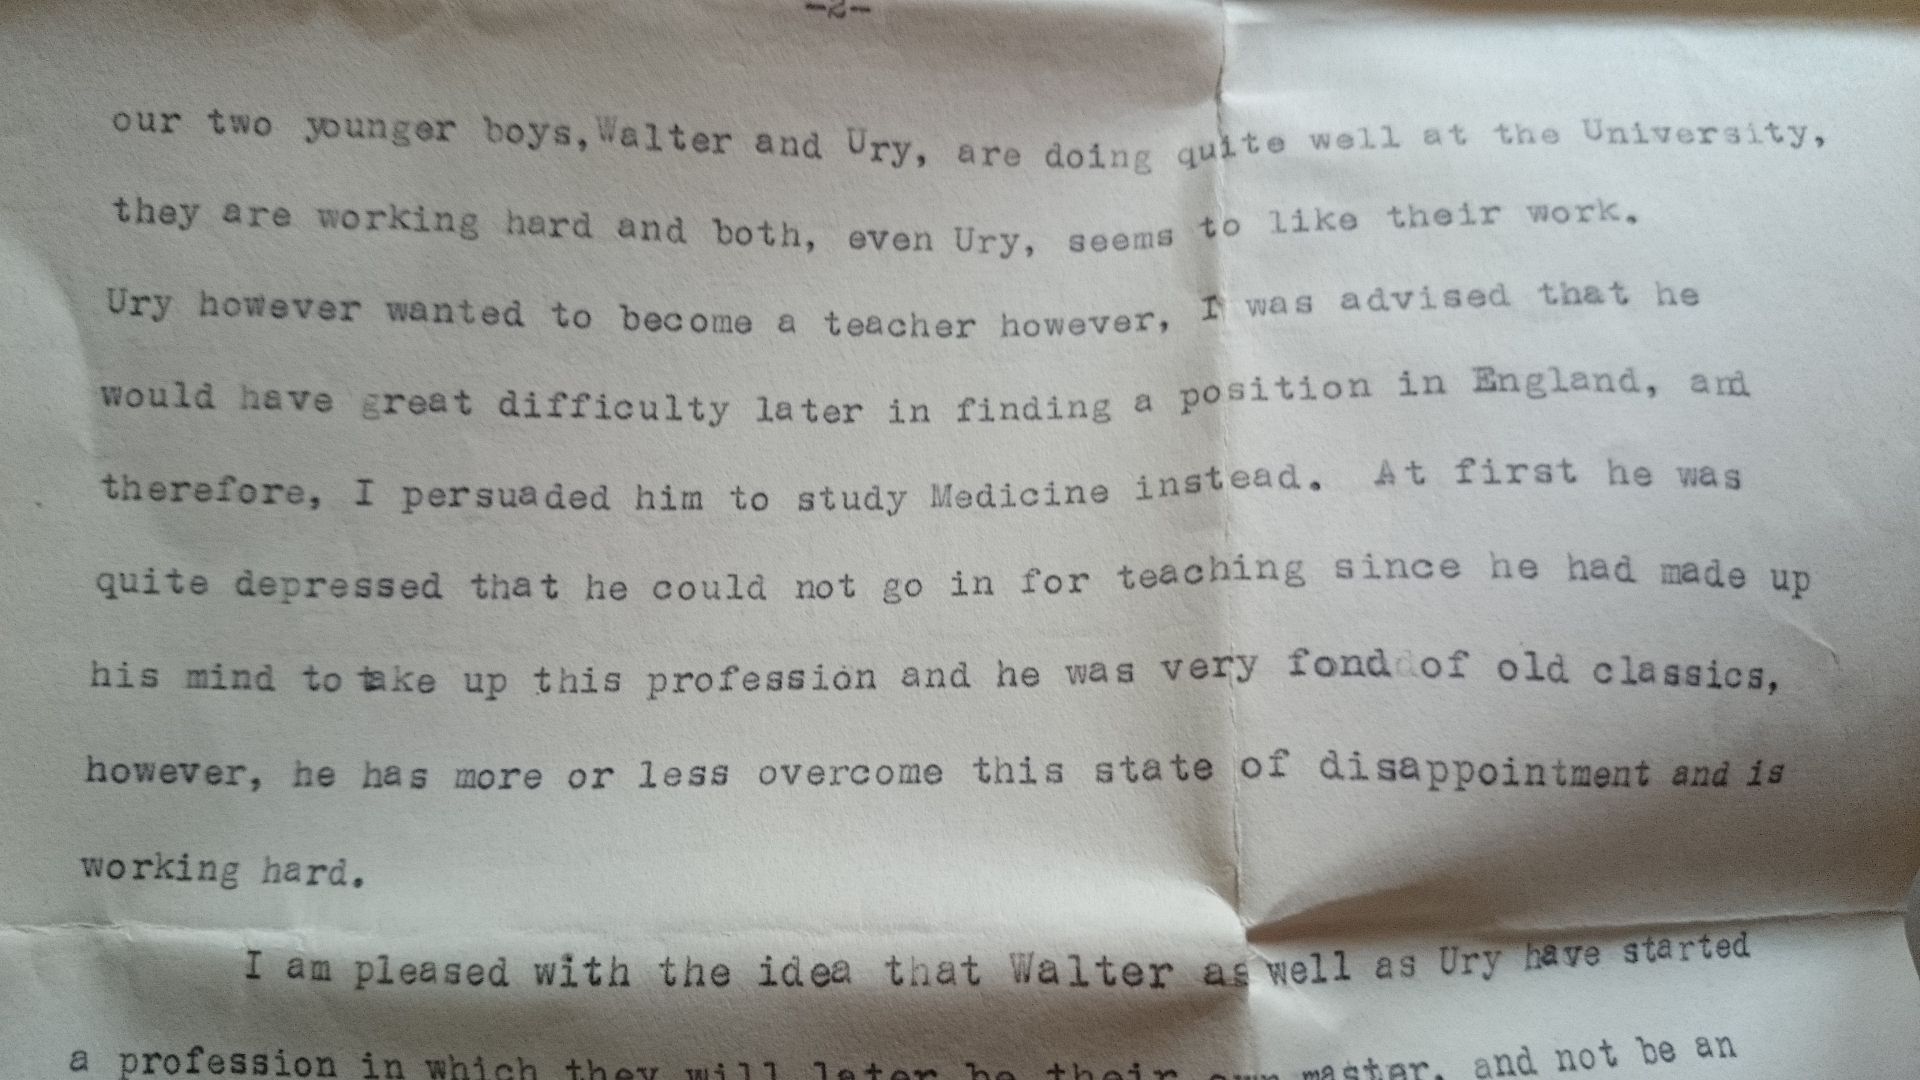 -2-
our two younger boys,Walter and Ury, are doing quite well at the University,
they are working hard and both, even Ury, seems to like their work.
Ury however wanted to become a teacher however, I was advised that he
would have great difficulty later in finding a position in England, and
therefore, I persuaded him to study Medicine instead. At first he was
quite depressed that he could not go in for teaching since he had made up
his mind to take up this profession and he was very fond of old classics,
however, he has more or less overcome this state of disappointment and is
working hard.
I am pleased with the idea that Walter as well as Ury have started
a profession in which they will later be their own master, and not be an